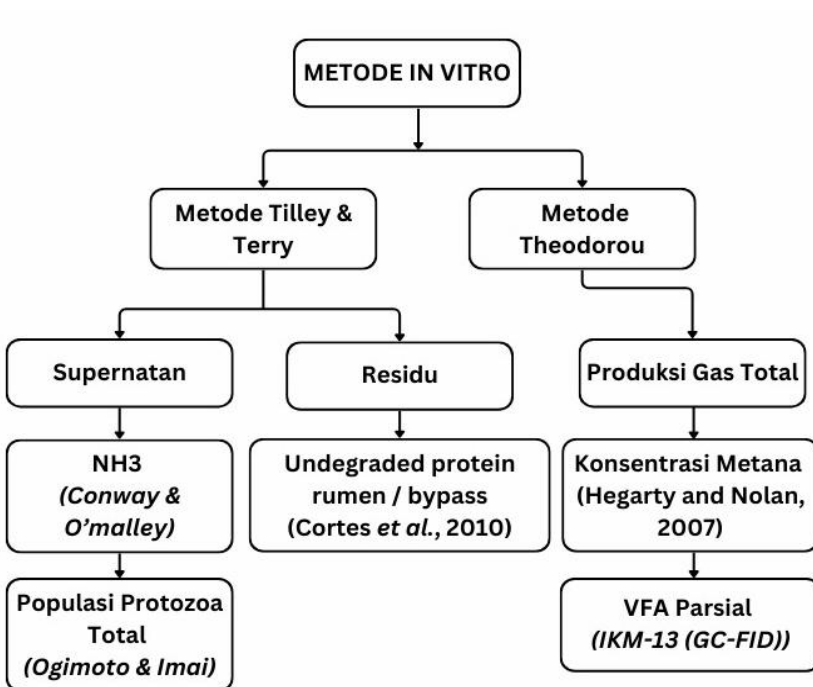 METODE IN VITRO
Metode Tilley &
Terry
Metode
Theodorou
Supernatan
Residu
Produksi Gas Total
NH3
(Conway &
O'malley)
Undegraded protein
rumen / bypass
(Cortes et al., 2010)
Konsentrasi Metana
(Hegarty and Nolan,
2007)
Populasi Protozoa
Total
(Ogimoto & Imai)
VFA Parsial
(IKM-13 (GC-FID))